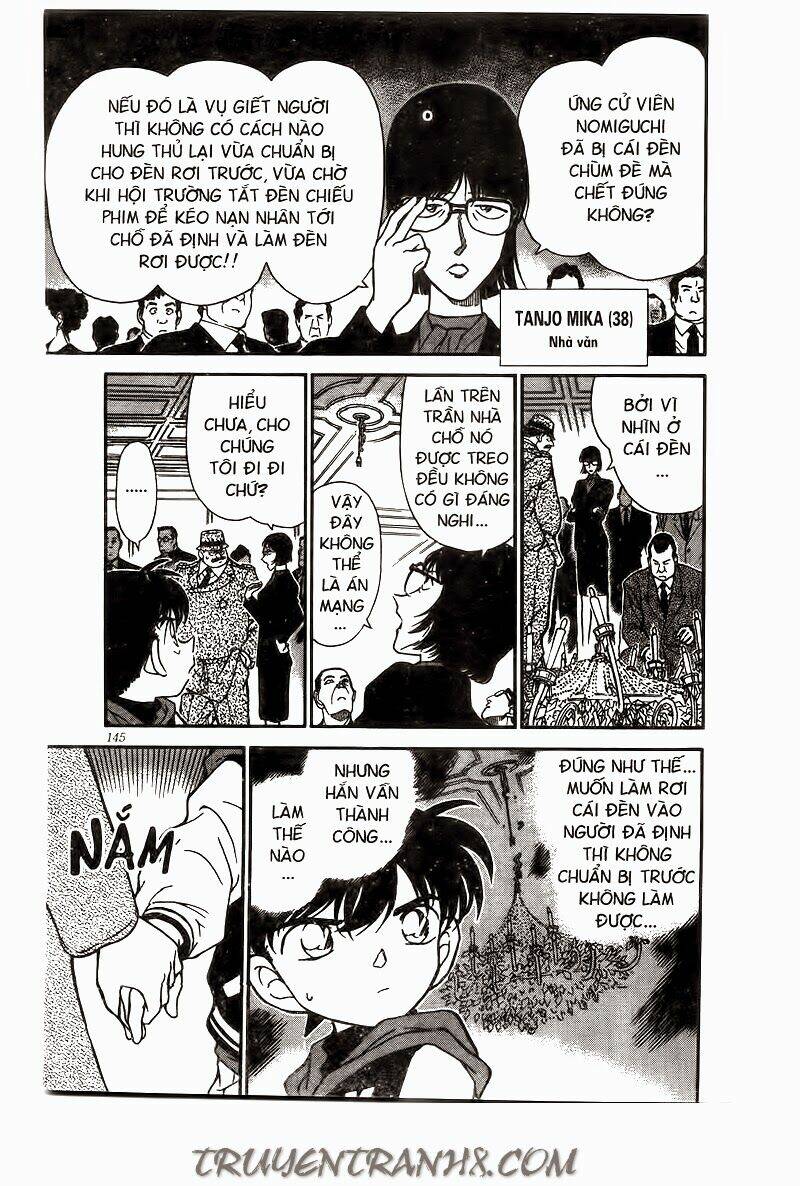 ỨNG CỬ VIÊN
NOMIGUCHI
ĐÃ BỊ CÁI ĐÈN
CHÙM ĐÈ MÀ
CHẾT ĐÚNG
KHÔNG?
NẾU ĐÓ LÀ VỤ GIẾT NGƯỜI
THÌ KHÔNG CÓ CÁCH NÀO
HUNG THỦ LẠI VỪA CHUẨN BỊ
CHO ĐÈN RƠI TRƯỚC, VỪA CHỜ
KHI HỘI TRƯỜNG TẮT ĐÈN CHIẾU
PHIM ĐỂ KÉO NẠN NHÂN TỚI
CHỖ ĐÃ ĐỊNH VÀ LÀM ĐÈN
RƠI ĐƯỢC!!
TANJO MIKA (38)
Nhà văn
BỞI VÌ
NHÌN Ở
CÁI ĐÈN
...
LẪN TRÊN
TRẦN NHÀ
CHỖ NÓ
ĐƯỢC TREO
ĐỀU KHÔNG
CÓ GÌ ĐÁNG
NGHI...
VẬY
ĐÂY
KHÔNG
THỂ
LÀ ÁN
MẠNG
...
HIỂU
CHƯA, CHO
CHÚNG
TÔI ĐI ĐI
CHỨ?
.....
145
ĐÚNG NHƯ THẾ...
MUỐN LÀM RƠI
CÁI ĐÈN VÀO
NGƯỜI ĐÃ ĐỊNH
THÌ KHÔNG
CHUẨN BỊ TRƯỚC
KHÔNG LÀM
ĐƯỢC...
NHƯNG
HẮN VẪN
THÀNH
CÔNG...
LÀM
THẾ
NÀO
...
NẮM
TRUYENTRANH8.COM